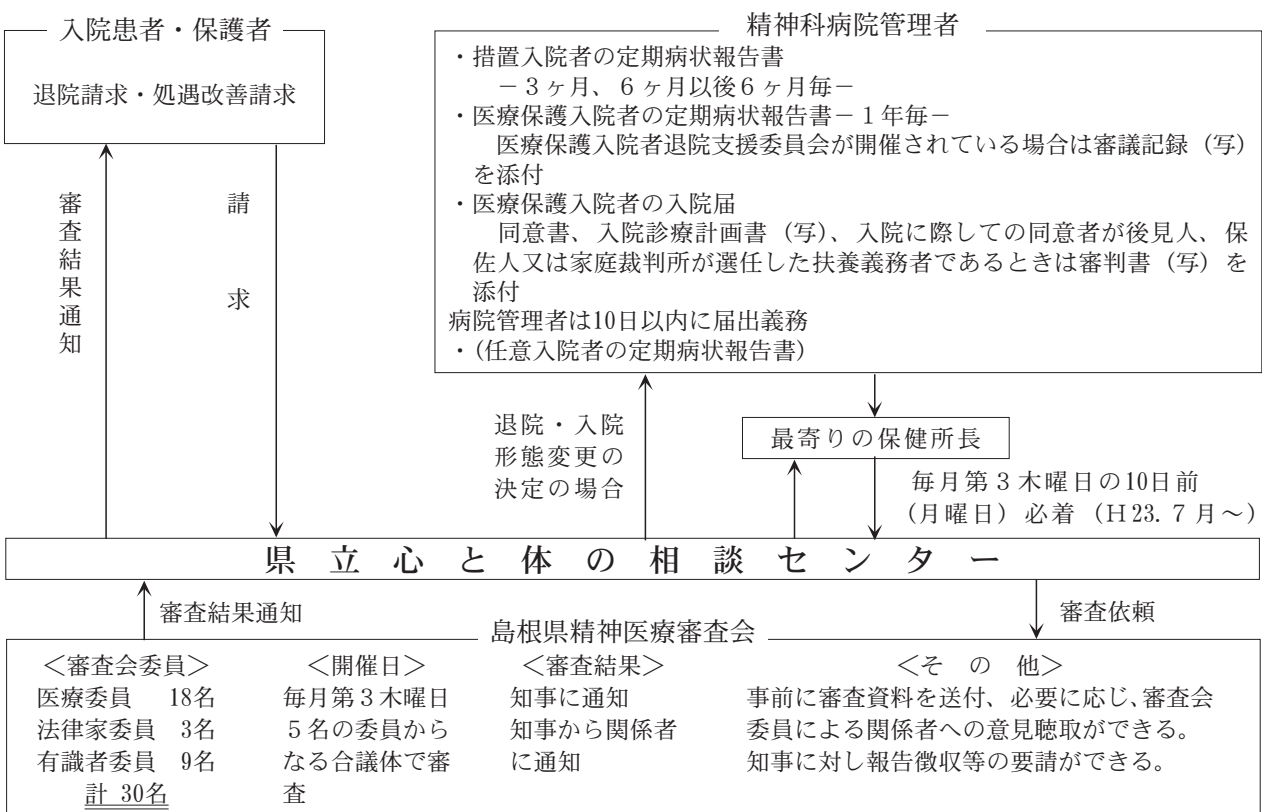 入院患者・保護者
退院請求・処遇改善請求
精神科病院管理者
・措置入院者の定期病状報告書
－３ヶ月、６ヶ月以後６ヶ月毎－
・医療保護入院者の定期病状報告書－１年毎－
医療保護入院者退院支援委員会が開催されている場合は審議記録（写）
を添付
・医療保護入院者の入院届
同意書、入院診療計画書（写）、入院に際しての同意者が後見人、保
佐人又は家庭裁判所が選任した扶養義務者であるときは審判書（写）を
添付
病院管理者は10日以内に届出義務
・（任意入院者の定期病状報告書）
審査結果通知
請求
退院・入院
形態変更の
決定の場合
最寄りの保健所長
毎月第３木曜日の10日前
（月曜日）必着（Ｈ23.７月～）
県立心と体の相談センター
審査結果通知
審査依頼
島根県精神医療審査会
＜審査会委員＞
医療委員　18名
法律家委員　3名
有識者委員　9名
計 30名
＜開催日＞
毎月第３木曜日
５名の委員から
なる合議体で審
査
＜審査結果＞
知事に通知
知事から関係者
に通知
＜そ　の　他＞
事前に審査資料を送付、必要に応じ、審査会
委員による関係者への意見聴取ができる。
知事に対し報告徴収等の要請ができる。